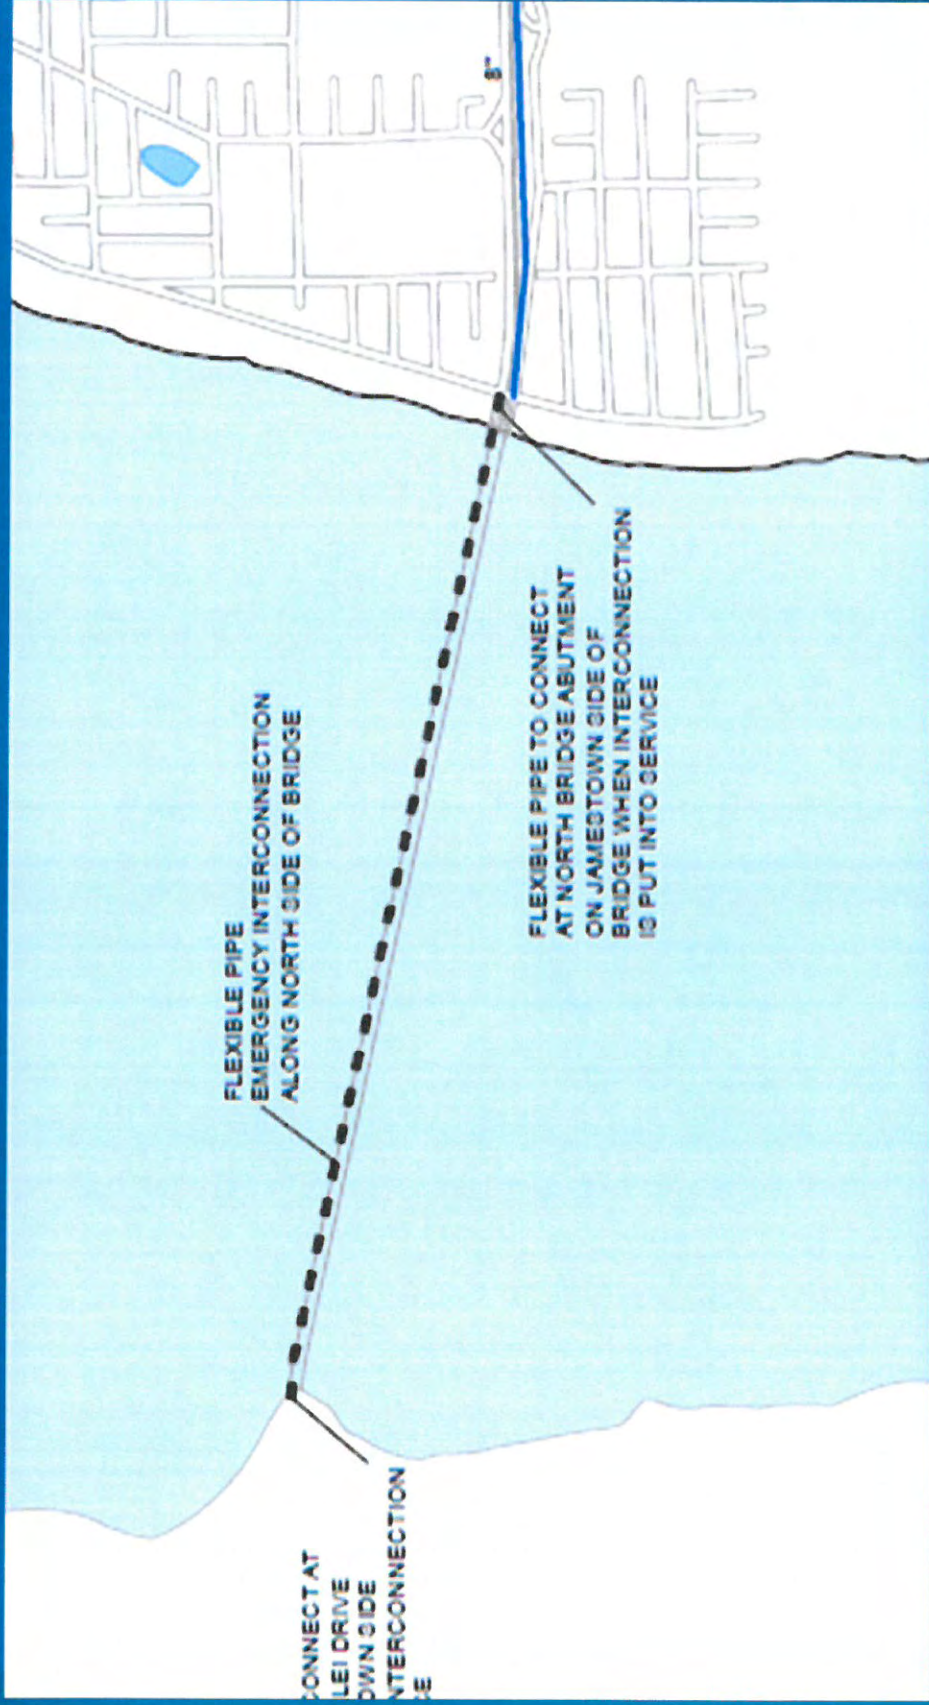 8"
FLEXIBLE PIPE
EMERGENCY INTERCONNECTION
ALONG NORTH SIDE OF BRIDGE
FLEXIBLE PIPE TO CONNECT
AT NORTH BRIDGE ABUTMENT
ON JAMESTOWN SIDE OF
BRIDGE WHEN INTERCONNECTION
IS PUT INTO SERVICE
CONNECT AT
LEI DRIVE
OWN SIDE
NTERCONNECTION
CE